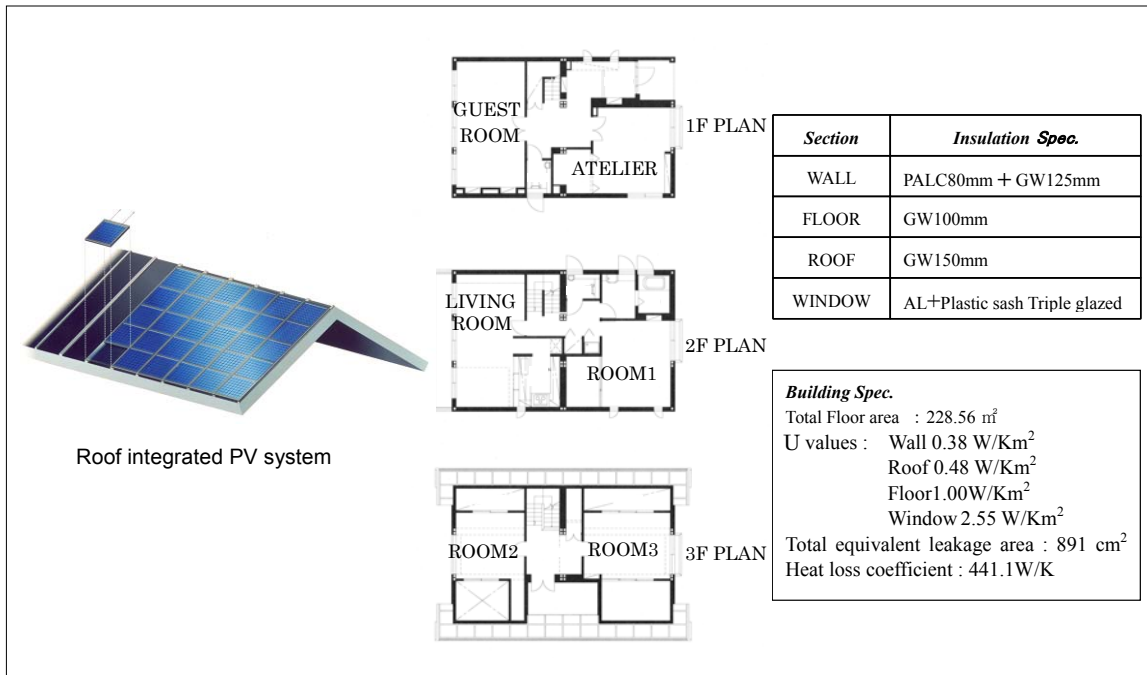 GUEST
ROOM
ATELIER
1F PLAN
LIVING
ROOM
ROOM1
2F PLAN
ROOM2
ROOM3
3F PLAN
Roof integrated PV system
Section Insulation Spec.
WALL PALC80mm + GW125mm
FLOOR GW100mm
ROOF GW150mm
WINDOW AL+Plastic sash Triple glazed
Building Spec.
Total Floor area : 228.56 ㎡
U values : Wall 0.38 W/Km²
Roof 0.48 W/Km²
Floor1.00W/Km²
Window 2.55 W/Km²
Total equivalent leakage area : 891 cm²
Heat loss coefficient : 441.1W/K